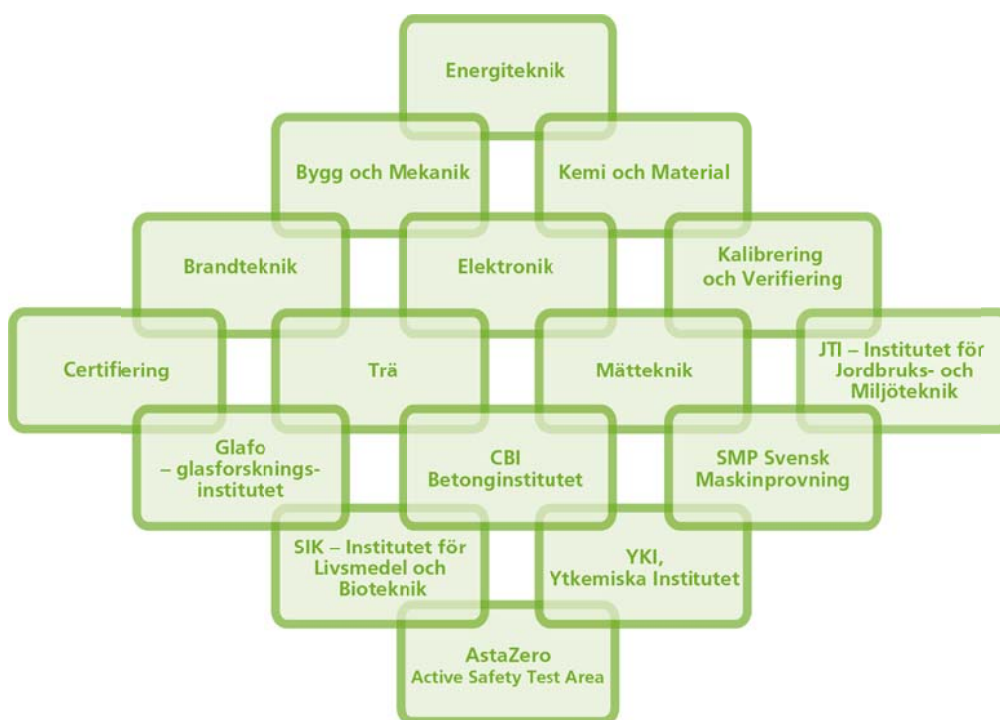 Energiteknik
Bygg och Mekanik
Kemi och Material
Brandteknik
Elektronik
Kalibrering
och Verifiering
Certifiering
Trä
Mätteknik
JTI – Institutet för
Jordbruks- och
Miljöteknik
Glafo
– glasforsknings-
institutet
CBI
Betonginstitutet
SMP Svensk
Maskinprovning
SIK – Institutet för
Livsmedel och
Bioteknik
YKI,
Ytkemiska Institutet
AstaZero
Active Safety Test Area